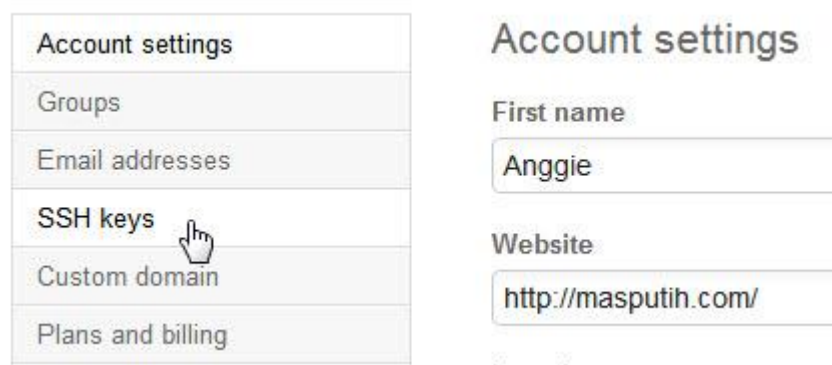 Account settings
Groups
Email addresses
SSH keys
Custom domain
Plans and billing
Account settings
First name
Anggie
Website
http://masputih.com/